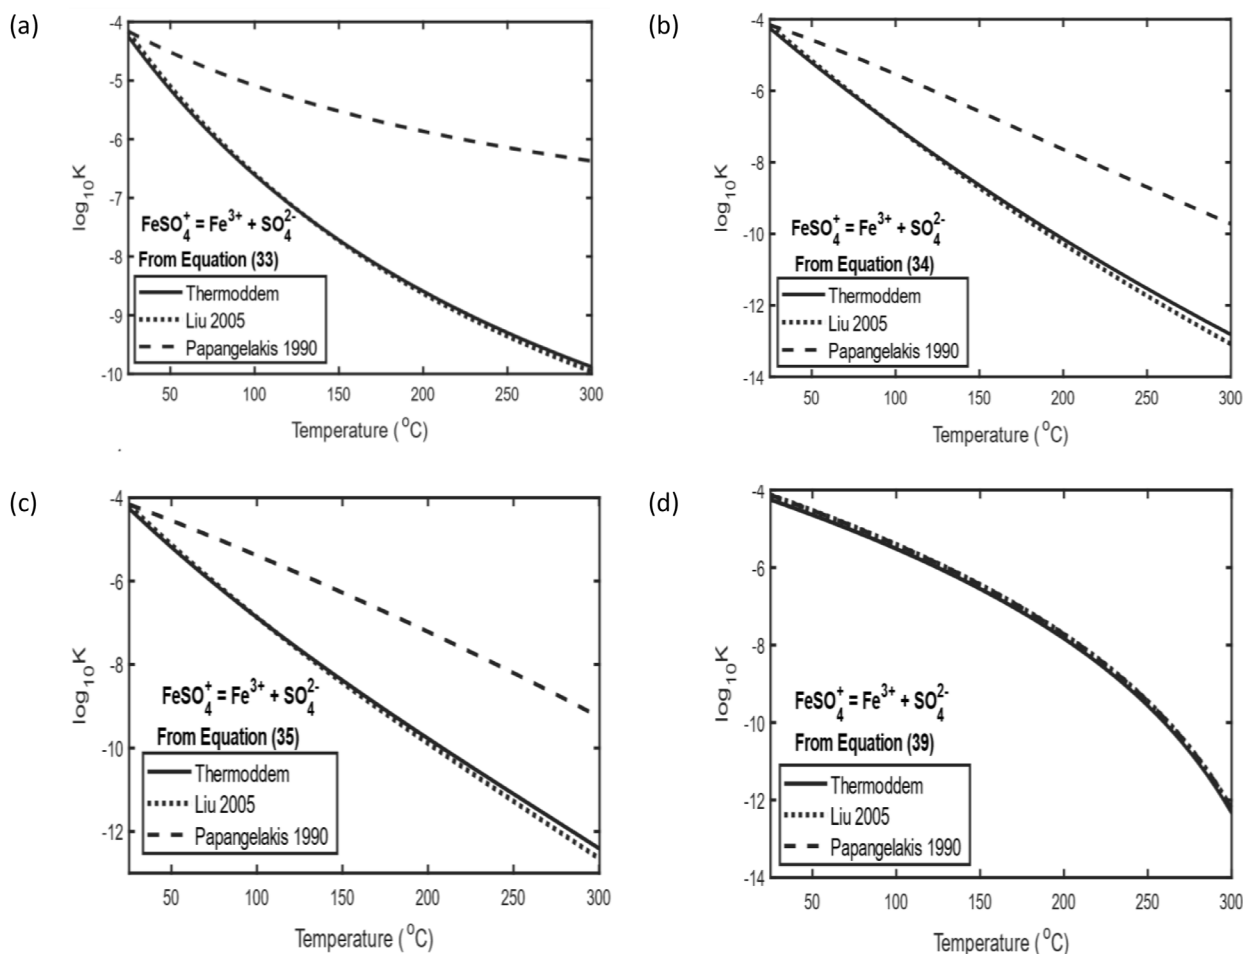 (a)
-4
-5
-6
-7
-8
-9
-10
log10K
FeSO4+ = Fe3+ + SO42-
From Equation (33)
Thermoddem
Liu 2005
Papangelakis 1990
50 100 150 200 250 300
Temperature (oC)
(b)
-4
-6
-8
-10
-12
-14
log10K
FeSO4+ = Fe3+ + SO42-
From Equation (34)
Thermoddem
Liu 2005
Papangelakis 1990
50 100 150 200 250 300
Temperature (oC)
(c)
-4
-6
-8
-10
-12
log10K
FeSO4+ = Fe3+ + SO42-
From Equation (35)
Thermoddem
Liu 2005
Papangelakis 1990
50 100 150 200 250 300
Temperature (oC)
(d)
-4
-6
-8
-10
-12
-14
log10K
FeSO4+ = Fe3+ + SO42-
From Equation (39)
Thermoddem
Liu 2005
Papangelakis 1990
50 100 150 200 250 300
Temperature (oC)